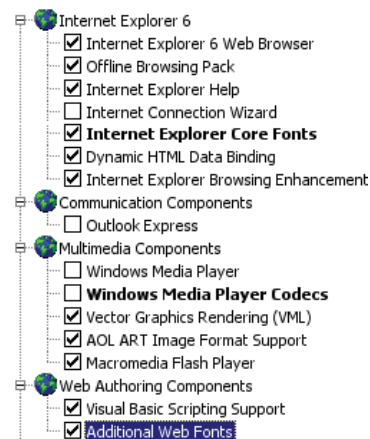 Internet Explorer 6
Internet Explorer 6 Web Browser
Offline Browsing Pack
Internet Explorer Help
Internet Connection Wizard
Internet Explorer Core Fonts
Dynamic HTML Data Binding
Internet Explorer Browsing Enhancement
Communication Components
Outlook Express
Multimedia Components
Windows Media Player
Windows Media Player Codecs
Vector Graphics Rendering (VML)
AOL ART Image Format Support
Macromedia Flash Player
Web Authoring Components
Visual Basic Scripting Support
Additional Web Fonts